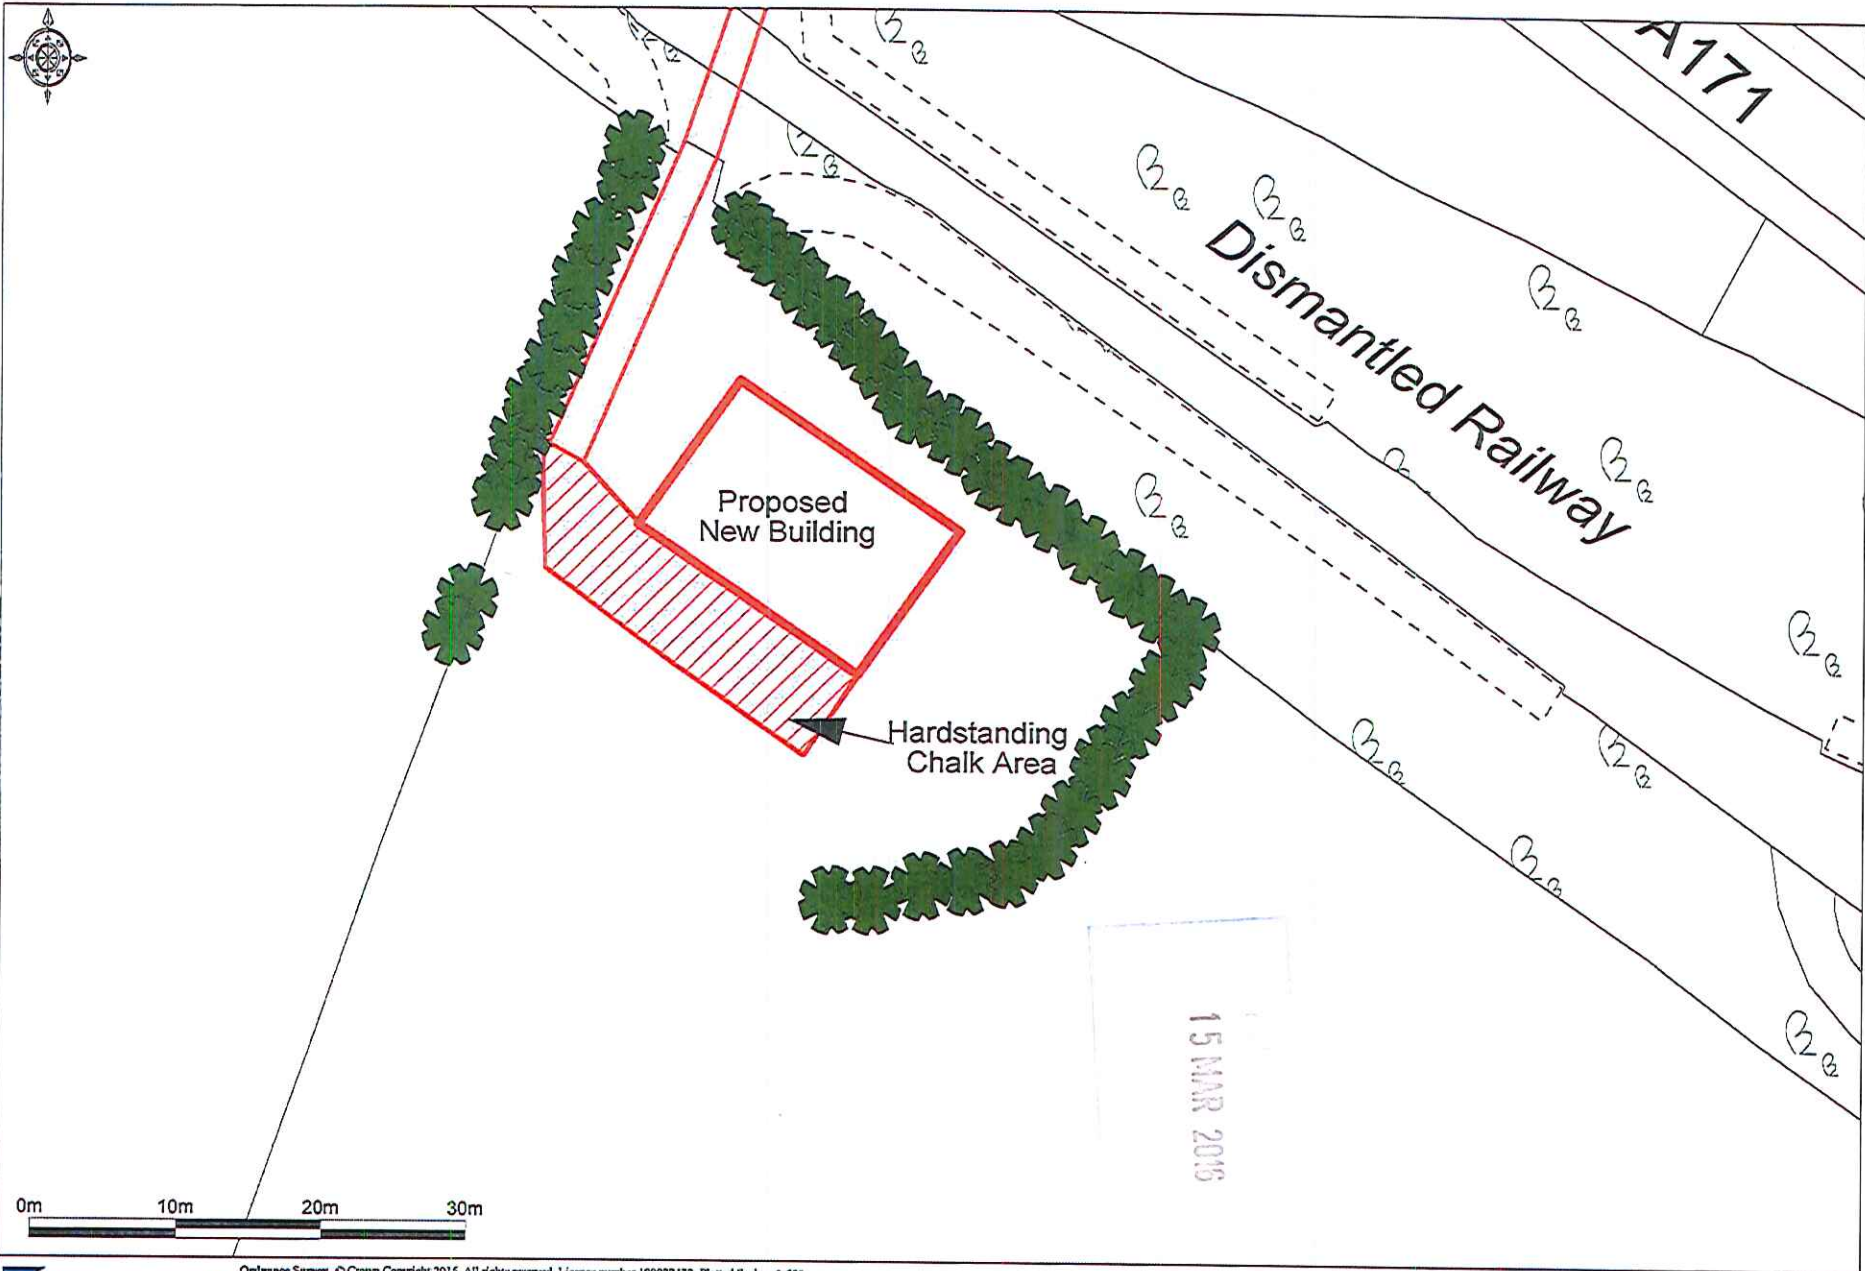 A171
Dismantled Railway
Proposed
New Building
Hardstanding
Chalk Area
15 MAR 2016
0m 10m 20m 30m